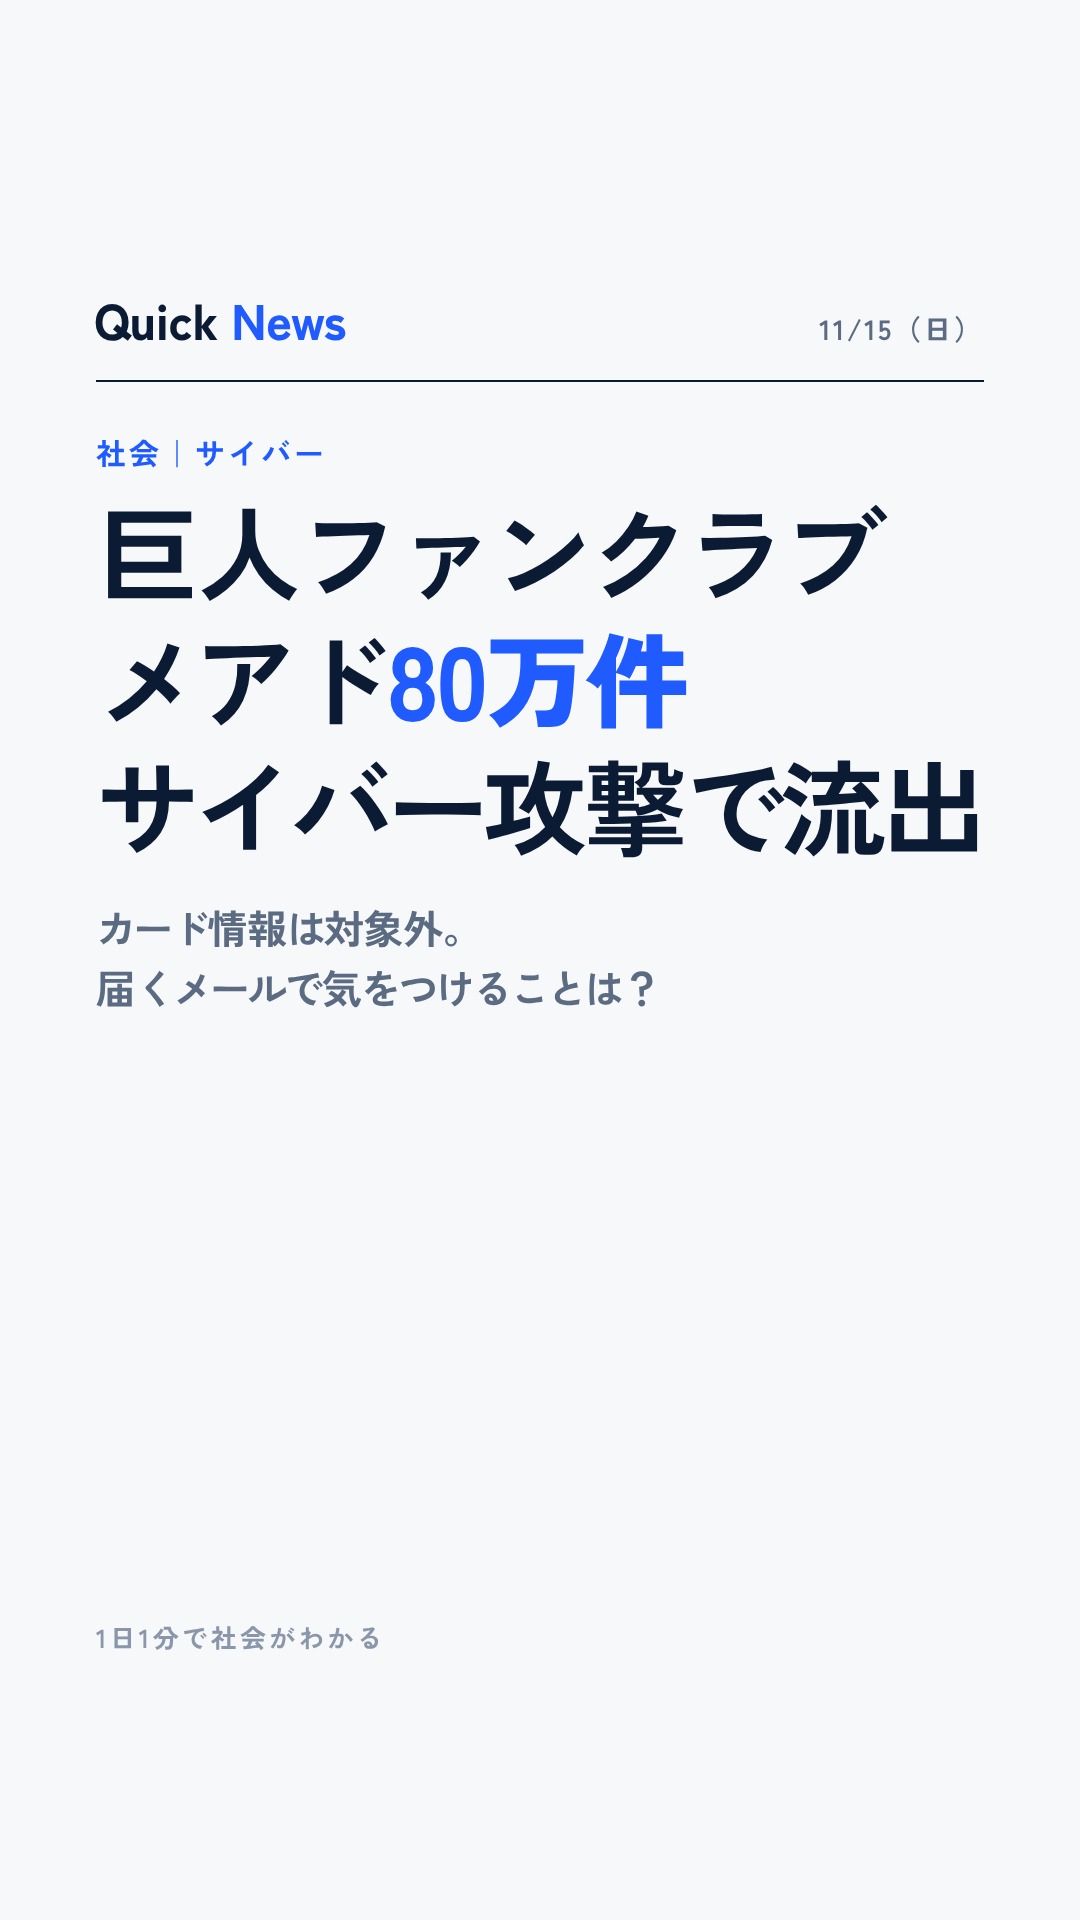 Quick News
11/15（日）
社会｜サイバー
巨人ファンクラブ
メアド80万件
サイバー攻撃で流出
カード情報は対象外。
届くメールで気をつけることは？
1日1分で社会がわかる